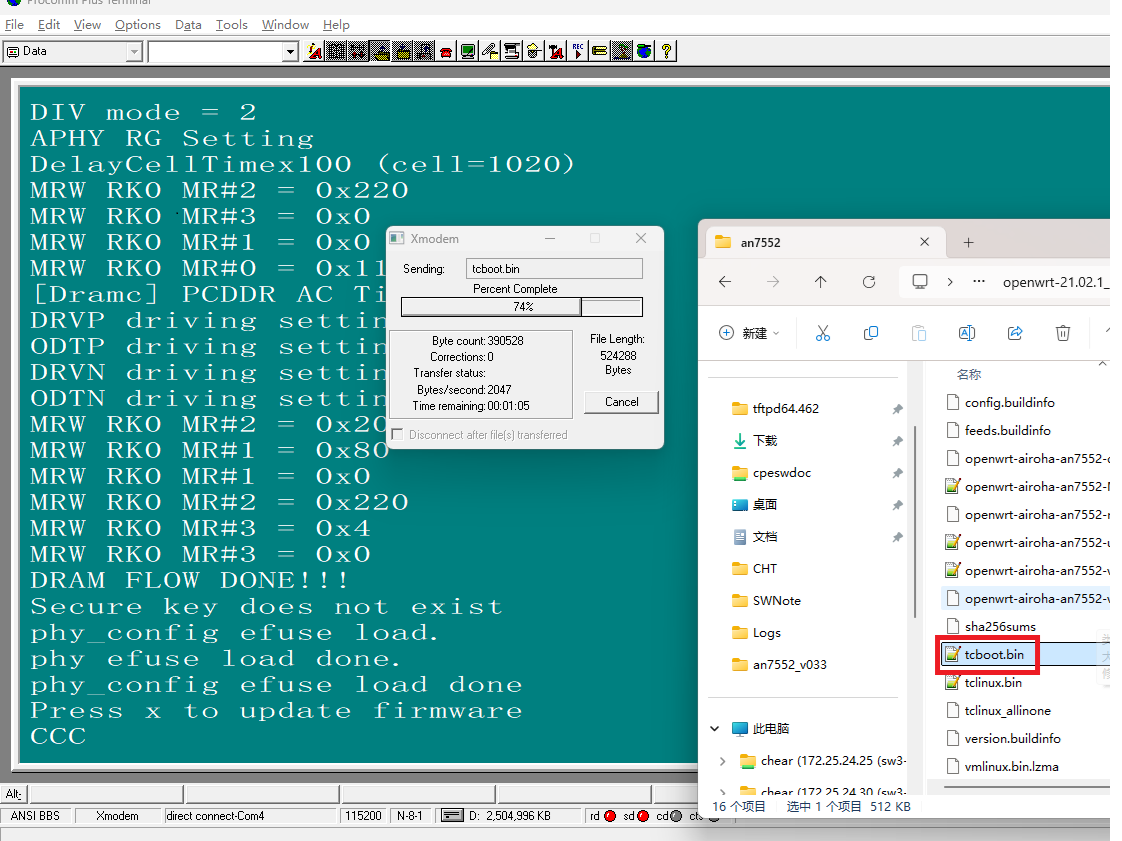 Procomm Plus Terminal
File Edit View Options Data Tools Window Help
Data
REC
DIV mode = 2
APHY RG Setting
DelayCellTimex100 (cell=1020)
MRW RKO MR#2 = 0x220
MRW RKO MR#3 = 0x0
MRW RKO MR#1 = 0x0
MRW RKO MR#0 = 0x11
[Dramc] PCDDR AC Ti
DRVP driving settin
ODTP driving settin
DRVN driving settin
ODTN driving settin
MRW RKO MR#2 = 0x20
MRW RKO MR#1 = 0x80
MRW RKO MR#1 = 0x0
MRW RKO MR#2 = 0x220
MRW RKO MR#3 = 0x4
MRW RKO MR#3 = 0x0
DRAM FLOW DONE!!!
Secure key does not exist
phy_config efuse load.
phy efuse load done.
phy_config efuse load done
Press x to update firmware
CCC
Xmodem
Sending: tcboot.bin
Percent Complete
74%
Byte count: 390528
Corrections: 0
Transfer status:
Bytes/second: 2047
Time remaining: 00:01:05
File Length:
524288
Bytes
Cancel
Disconnect after file(s) transferred
an7552
openwrt-21.02.1_
新建
tftpd64.462
下载
cpeswdoc
桌面
文档
CHT
SWNote
Logs
an7552_v033
此电脑
chear (172.25.24.25 (sw3-
chear (172.25.24.30 (sw3-
名称
config.buildinfo
feeds.buildinfo
openwrt-airoha-an7552-
openwrt-airoha-an7552-
openwrt-airoha-an7552-
openwrt-airoha-an7552-
openwrt-airoha-an7552-
openwrt-airoha-an7552-
sha256sums
tcboot.bin
tclinux.bin
tclinux_allinone
version.buildinfo
vmlinux.bin.lzma
16 个项目 选中 1 个项目 512 KB
Alt-
ANSI BBS Xmodem direct connect-Com4 115200 N-8-1 D: 2,504,996 KB rd sd cd cts